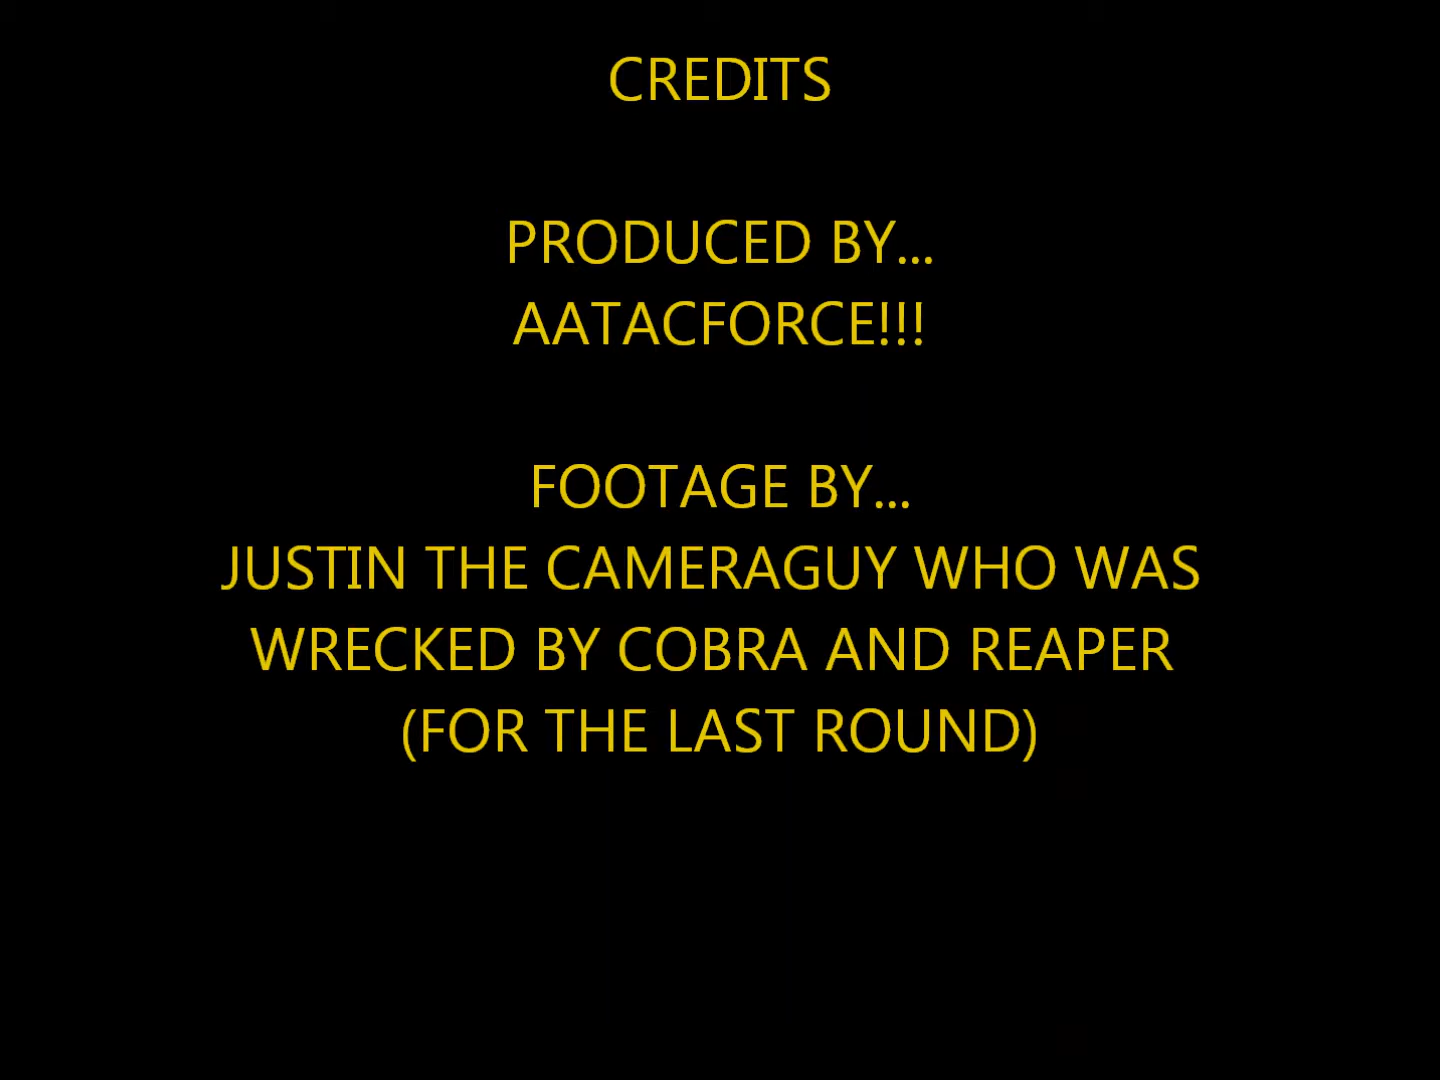 CREDITS
PRODUCED BY...
AATACFORCE!!!
FOOTAGE BY...
JUSTIN THE CAMERAGUY WHO WAS
WRECKED BY COBRA AND REAPER
(FOR THE LAST ROUND)